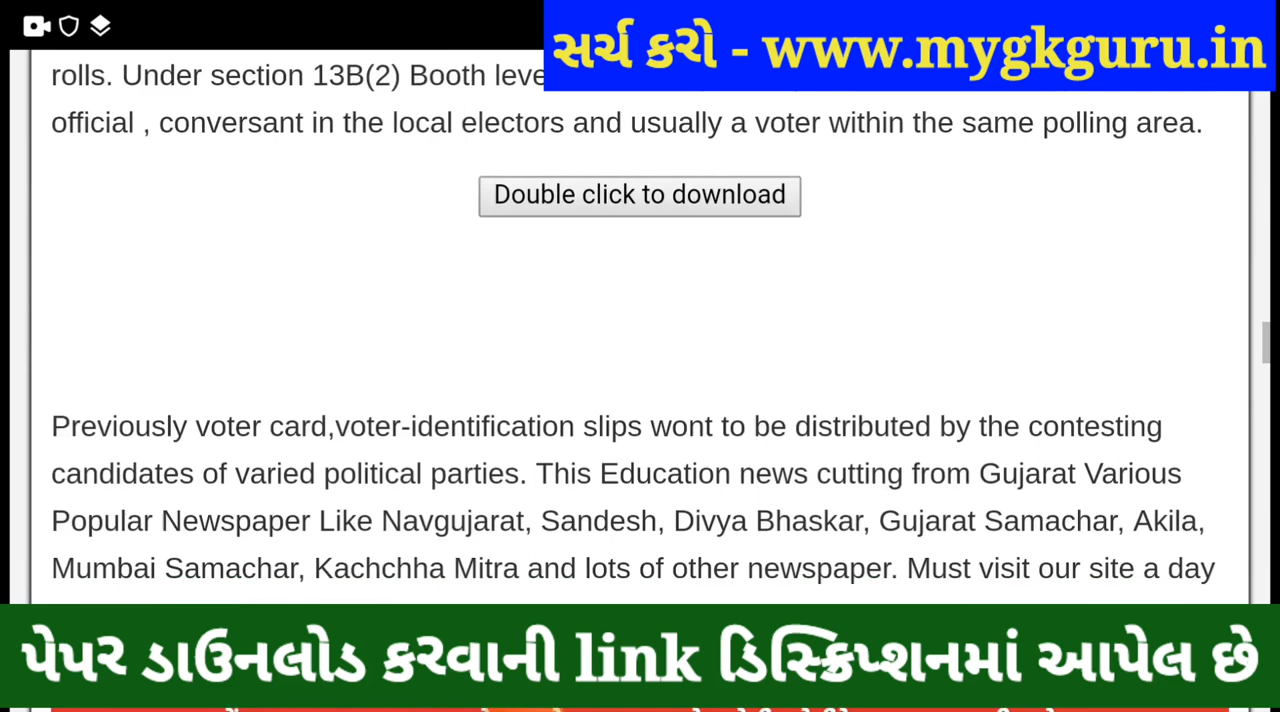 સર્ચ કરો - www.mygkguru.in
rolls. Under section 13B(2) Booth leve
official , conversant in the local electors and usually a voter within the same polling area.
Double click to download
Previously voter card,voter-identification slips wont to be distributed by the contesting
candidates of varied political parties. This Education news cutting from Gujarat Various
Popular Newspaper Like Navgujarat, Sandesh, Divya Bhaskar, Gujarat Samachar, Akila,
Mumbai Samachar, Kachchha Mitra and lots of other newspaper. Must visit our site a day
પેપર ડાઉનલોડ કરવાની link ડિસ્ક્રિપ્શનમાં આપેલ છે